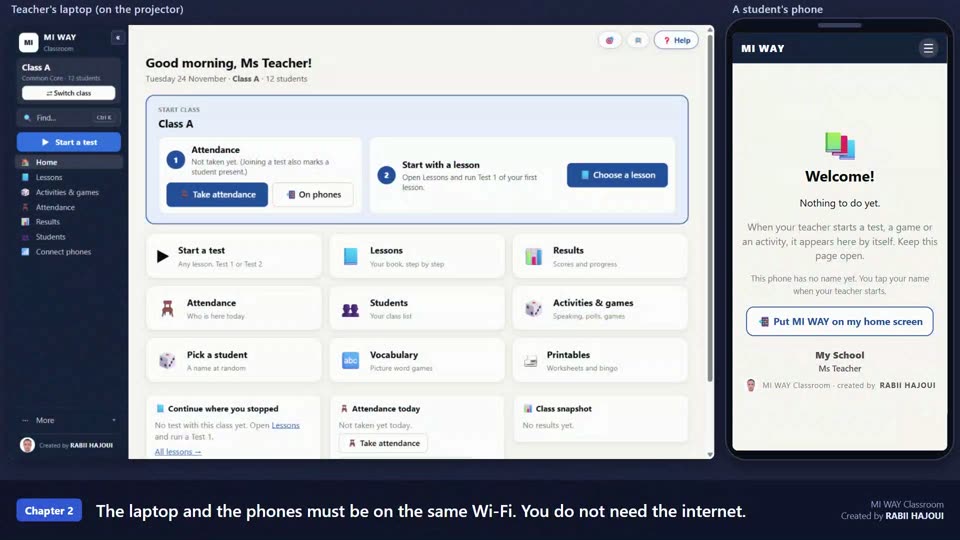 Teacher's laptop (on the projector)
A student's phone
MI
MI WAY
Classroom
«
Class A
Common Core · 12 students
⇄ Switch class
Find...
Ctrl K
▶ Start a test
Home
Lessons
Activities & games
Attendance
Results
Students
Connect phones
More
Created by RABII HAJOUI
Help
Good morning, Ms Teacher!
Tuesday 24 November · Class A · 12 students
START CLASS
Class A
1
Attendance
Not taken yet. (Joining a test also marks a
student present.)
Take attendance
On phones
2
Start with a lesson
Open Lessons and run Test 1 of your first
lesson.
Choose a lesson
Start a test
Any lesson. Test 1 or Test 2
Lessons
Your book, step by step
Results
Scores and progress
Attendance
Who is here today
Students
Your class list
Activities & games
Speaking, polls, games
Pick a student
A name at random
abc
Vocabulary
Picture word games
Printables
Worksheets and bingo
Continue where you stopped
No test with this class yet. Open Lessons
and run a Test 1.
All lessons →
Attendance today
Not taken yet today.
Take attendance
Class snapshot
No results yet.
MI WAY
Welcome!
Nothing to do yet.
When your teacher starts a test, a game or
an activity, it appears here by itself. Keep this
page open.
This phone has no name yet. You tap your name
when your teacher starts.
Put MI WAY on my home screen
My School
Ms Teacher
MI WAY Classroom · created by RABII HAJOUI
Chapter 2
The laptop and the phones must be on the same Wi-Fi. You do not need the internet.
MI WAY Classroom
Created by RABII HAJOUI